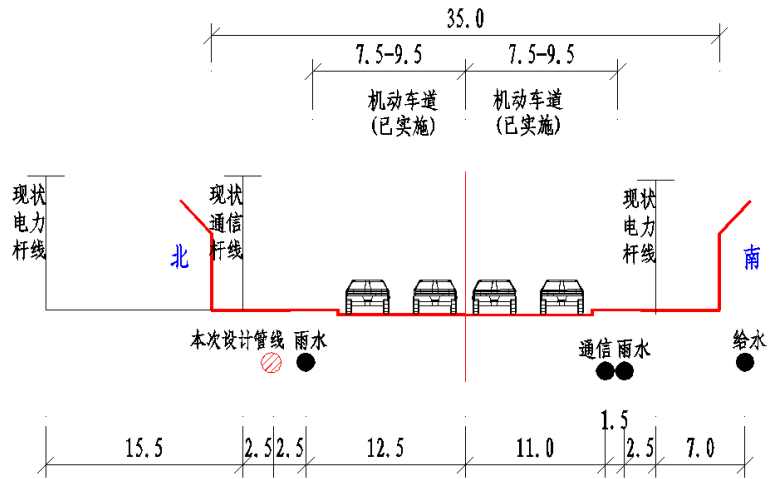 35.0
7.5-9.5
7.5-9.5
机动车道
(已实施)
机动车道
(已实施)
现状
电力
杆线
现状
通信
杆线
现状
电力
杆线
北
南
本次设计管线
雨水
通信
雨水
给水
15.5
2.5
2.5
12.5
11.0
1.5
2.5
7.0